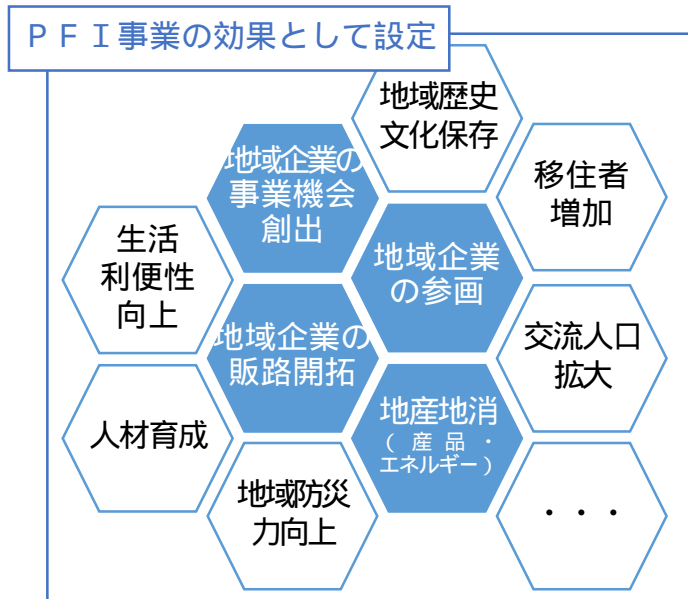 ＰＦＩ事業の効果として設定
地域歴史
文化保存
地域企業の
事業機会
創出
移住者
増加
生活
利便性
向上
地域企業
の参画
地域企業の
販路開拓
交流人口
拡大
人材育成
地産地消
（産品・
エネルギー）
地域防災
力向上
・・・